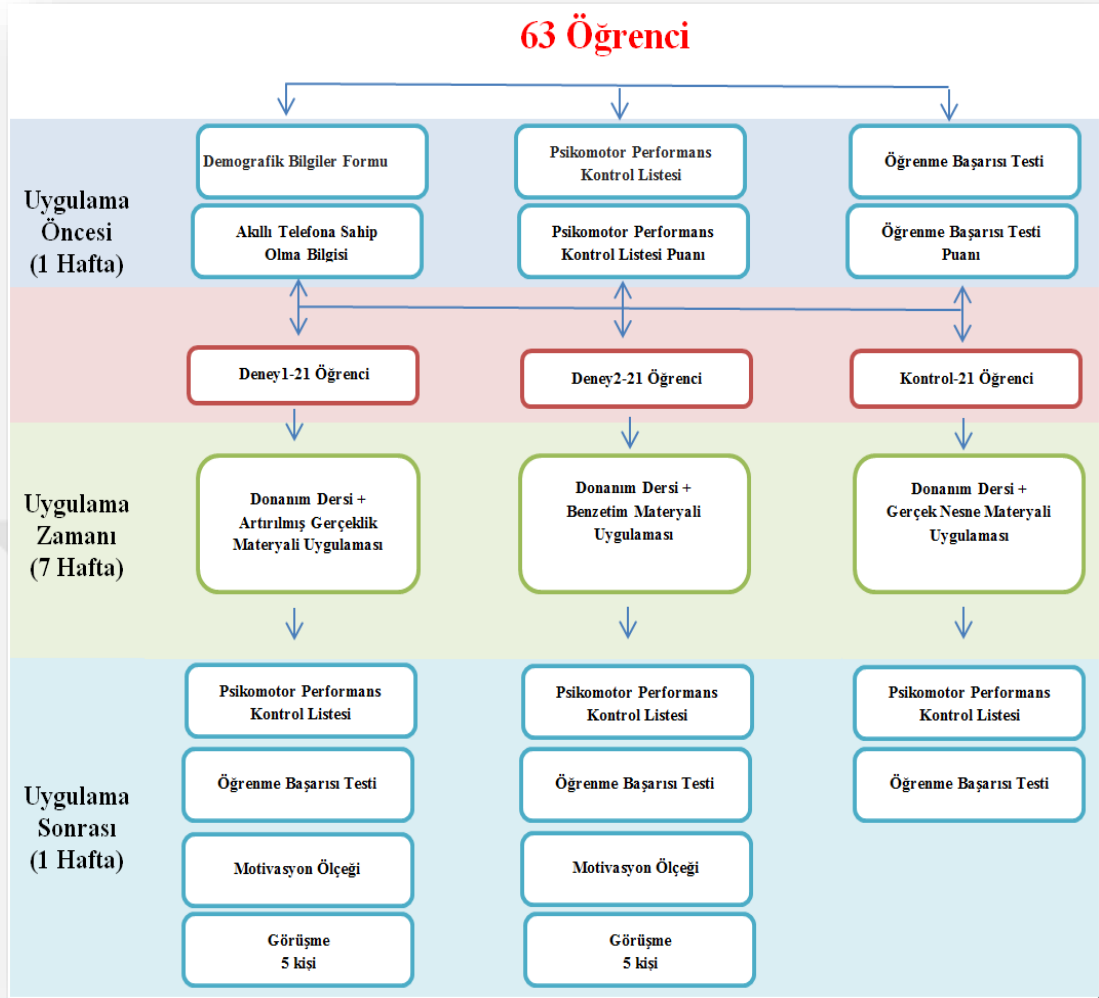 63 Öğrenci
Uygulama
Öncesi
(1 Hafta)
Demografik Bilgiler Formu
Psikomotor Performans
Kontrol Listesi
Öğrenme Başarısı Testi
Akıllı Telefona Sahip
Olma Bilgisi
Psikomotor Performans
Kontrol Listesi Puanı
Öğrenme Başarısı Testi
Puanı
Deney1-21 Öğrenci
Deney2-21 Öğrenci
Kontrol-21 Öğrenci
Uygulama
Zamanı
(7 Hafta)
Donanım Dersi +
Artırılmış Gerçeklik
Materyali Uygulaması
Donanım Dersi +
Benzetim Materyali
Uygulaması
Donanım Dersi +
Gerçek Nesne Materyali
Uygulaması
Uygulama
Sonrası
(1 Hafta)
Psikomotor Performans
Kontrol Listesi
Psikomotor Performans
Kontrol Listesi
Psikomotor Performans
Kontrol Listesi
Öğrenme Başarısı Testi
Öğrenme Başarısı Testi
Öğrenme Başarısı Testi
Motivasyon Ölçeği
Motivasyon Ölçeği
Görüşme
5 kişi
Görüşme
5 kişi